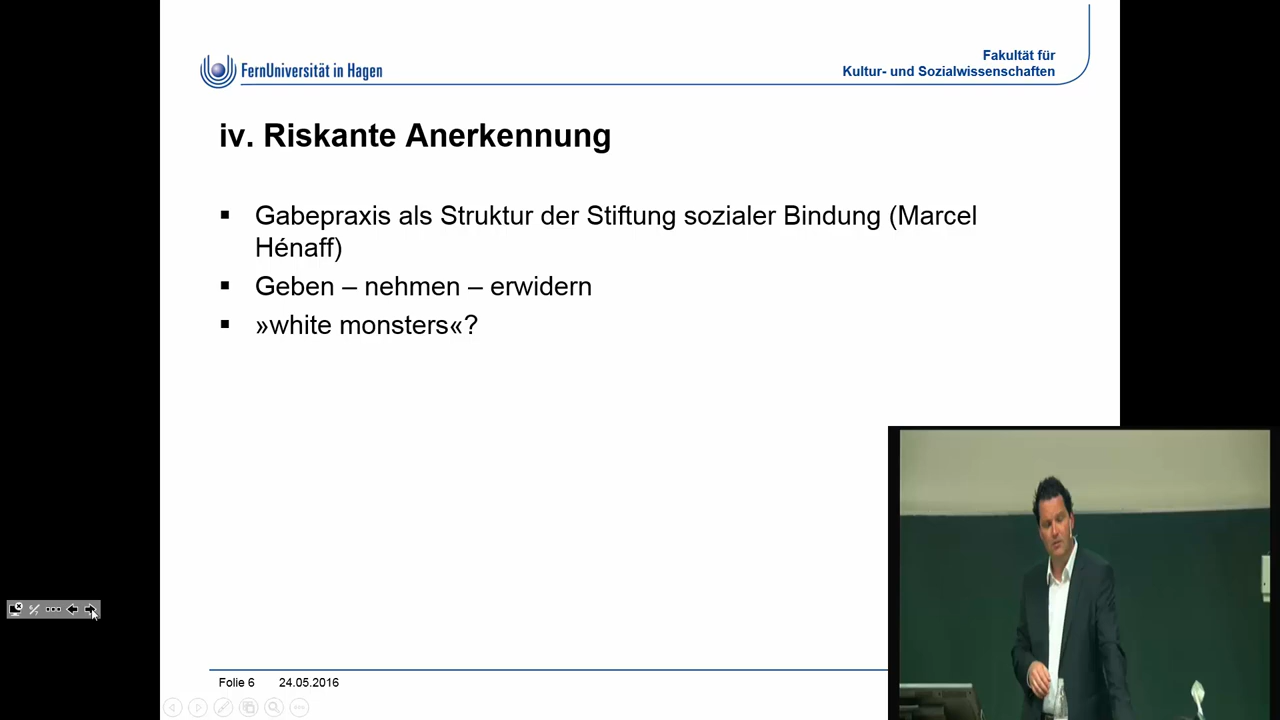 FernUniversität in Hagen
Fakultät für
Kultur- und Sozialwissenschaften
iv. Riskante Anerkennung
Gabepraxis als Struktur der Stiftung sozialer Bindung (Marcel
Hénaff)
Geben – nehmen – erwidern
»white monsters«?
Folie 6 24.05.2016